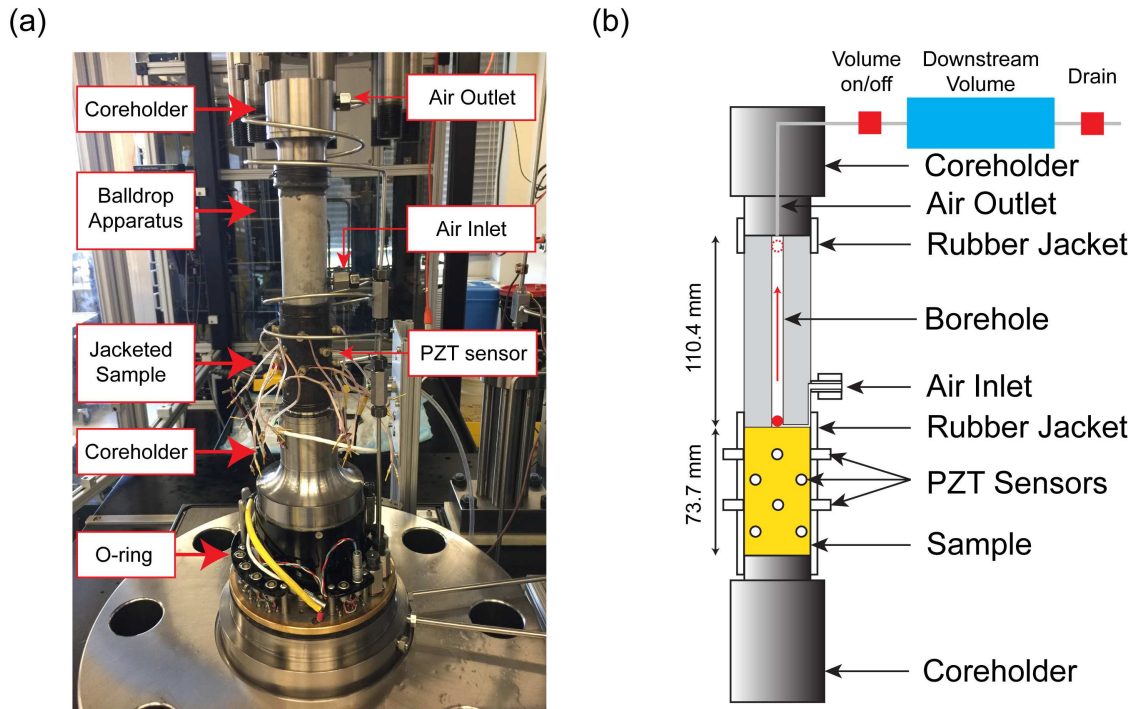 (a)
Coreholder
Air Outlet
Balldrop
Apparatus
Air Inlet
Jacketed
Sample
PZT sensor
Coreholder
O-ring
(b)
Volume
on/off
Downstream
Volume
Drain
Coreholder
Air Outlet
Rubber Jacket
110.4 mm
Borehole
Air Inlet
Rubber Jacket
73.7 mm
PZT Sensors
Sample
Coreholder